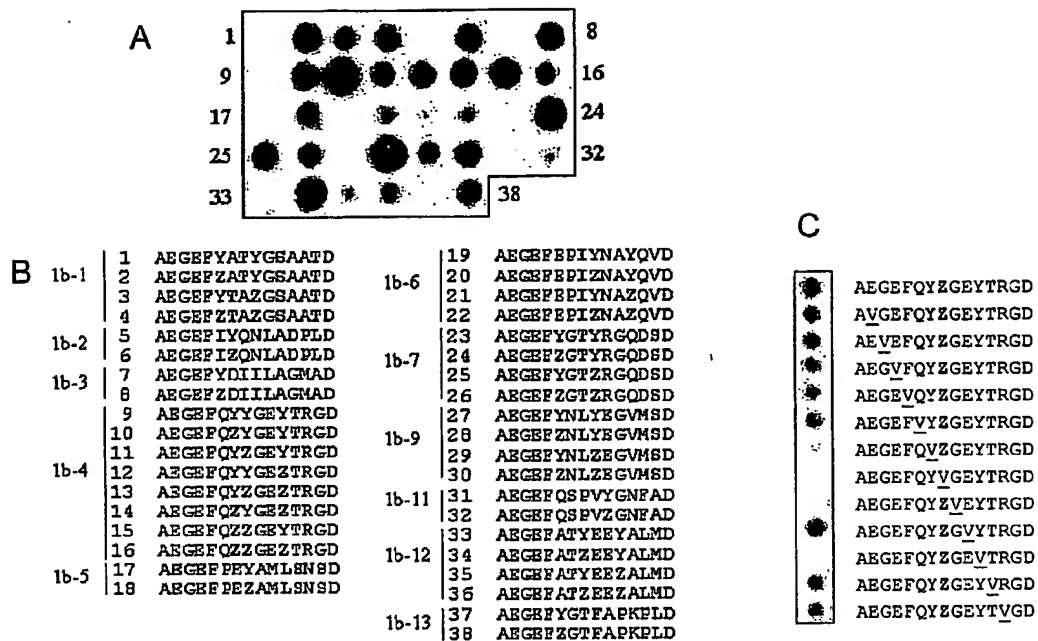 A
1 8
9 16
17 24
25 32
33 38
B
1b-1
1 AEGEFYATYGSAATD
2 AEGEFZATYGSAATD
3 AEGEFYTAZGSAATD
4 AEGEFZTAZGSAATD
1b-2
5 AEGEFIYQNLADPLD
6 AEGEFIZQNLADPLD
1b-3
7 AEGEFYDIILAGMAD
8 AEGEFZDIILAGMAD
1b-4
9 AEGEFQYYGEYTRGD
10 AEGEFQZYGEYTRGD
11 AEGEFQYZGEYTRGD
12 AEGEFQYYGEZTRGD
13 AEGEFQYZGEZTRGD
14 AEGEFQZYGEZTRGD
15 AEGEFQZZGEYTRGD
16 AEGEFQZZGEZTRGD
1b-5
17 AEGEFPEYAMLSNSD
18 AEGEFPEZAMLSNSD
1b-6
19 AEGEFEPIYNAYQVD
20 AEGEFEPIZNAYQVD
21 AEGEFEPIYNAZQVD
22 AEGEFEPIZNAZQVD
1b-7
23 AEGEFYGTYRGQDSD
24 AEGEFZGTYRGQDSD
25 AEGEFYGTZRGQDSD
26 AEGEFZGTZRGQDSD
1b-9
27 AEGEFYNLYEGVMSD
28 AEGEFZNLYEGVMSD
29 AEGEFYNLZEGVMSD
30 AEGEFZNLZEGVMSD
1b-11
31 AEGEFQSPVYGNFAD
32 AEGEFQSPVZGNFAD
1b-12
33 AEGEFATYEEYALMD
34 AEGEFATZEEYALMD
35 AEGEFATYEEZALMD
36 AEGEFATZEEZALMD
1b-13
37 AEGEFYGTFAPKPLD
38 AEGEFZGTFAPKPLD
C
AEGEFQYZGEYTRGD
AVGEFQYZGEYTRGD
AEVEFQYZGEYTRGD
AEGVFQYZGEYTRGD
AEGEVQYZGEYTRGD
AEGEFVYZGEYTRGD
AEGEFQVZGEYTRGD
AEGEFQYVGEYTRGD
AEGEFQYZVEYTRGD
AEGEFQYZGVYTRGD
AEGEFQYZGEVTRGD
AEGEFQYZGEYVRGD
AEGEFQYZGEYTVGD